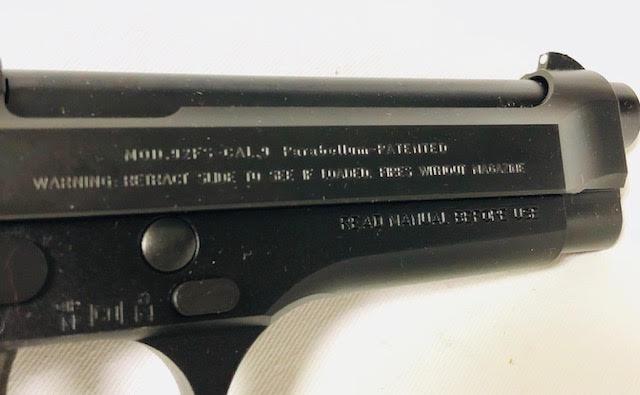 MOD.92FS-CAL.9 Parabellum-PATENTED
WARNING: RETRACT SLIDE TO SEE IF LOADED. FIRES WITHOUT MAGAZINE
READ MANUAL BEFORE USE